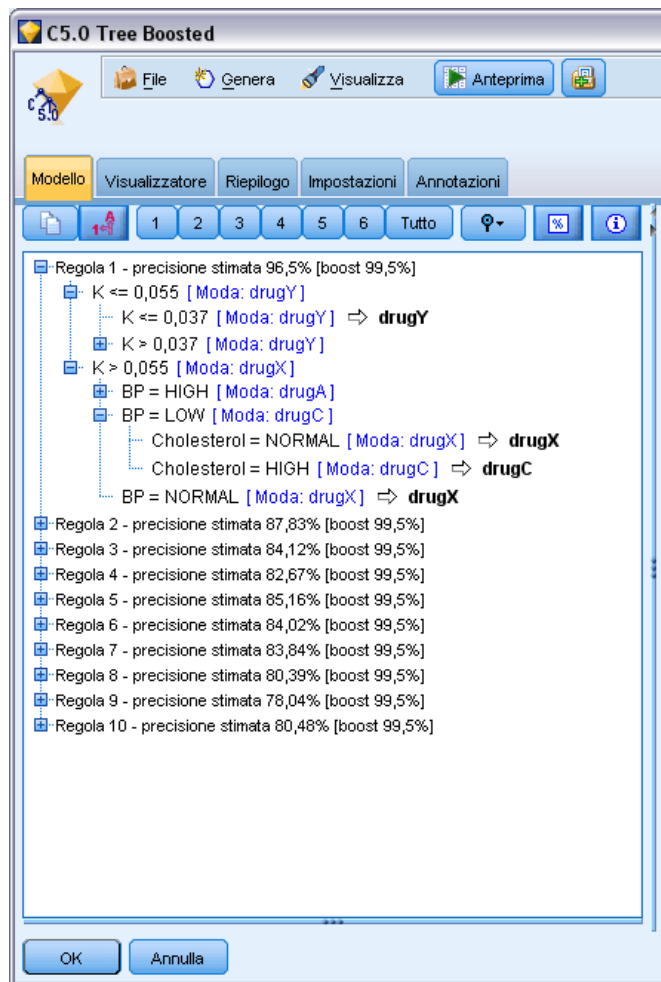 C5.0 Tree Boosted
File Genera Visualizza Anteprima
C 5.0
Modello Visualizzatore Riepilogo Impostazioni Annotazioni
1 A 1 2 3 4 5 6 Tutto % i
Regola 1 - precisione stimata 96,5% [boost 99,5%]
K <= 0,055 [Moda: drugY]
K <= 0,037 [Moda: drugY] ⇨ drugY
K > 0,037 [Moda: drugY]
K > 0,055 [Moda: drugX]
BP = HIGH [Moda: drugA]
BP = LOW [Moda: drugC]
Cholesterol = NORMAL [Moda: drugX] ⇨ drugX
Cholesterol = HIGH [Moda: drugC] ⇨ drugC
BP = NORMAL [Moda: drugX] ⇨ drugX
Regola 2 - precisione stimata 87,83% [boost 99,5%]
Regola 3 - precisione stimata 84,12% [boost 99,5%]
Regola 4 - precisione stimata 82,67% [boost 99,5%]
Regola 5 - precisione stimata 85,16% [boost 99,5%]
Regola 6 - precisione stimata 84,02% [boost 99,5%]
Regola 7 - precisione stimata 83,84% [boost 99,5%]
Regola 8 - precisione stimata 80,39% [boost 99,5%]
Regola 9 - precisione stimata 78,04% [boost 99,5%]
Regola 10 - precisione stimata 80,48% [boost 99,5%]
OK Annulla